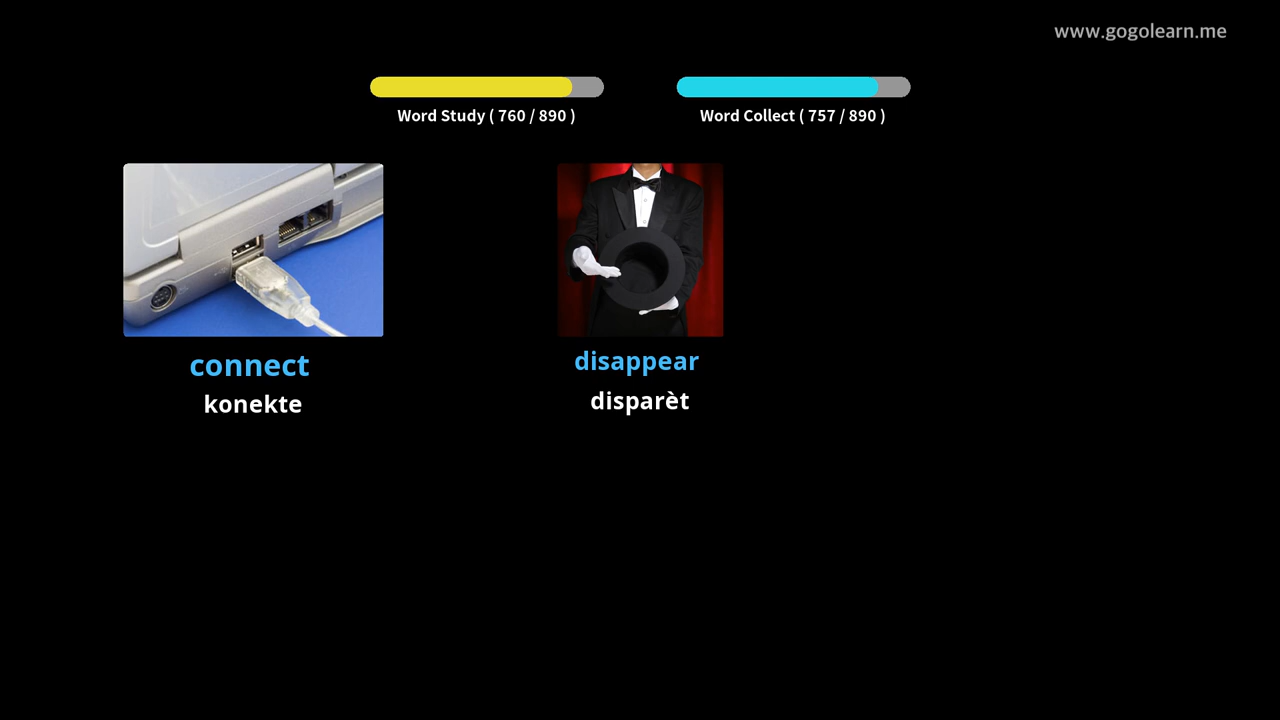 www.gogolearn.me
Word Study ( 760 / 890 )
Word Collect ( 757 / 890 )
connect
konekte
disappear
disparèt